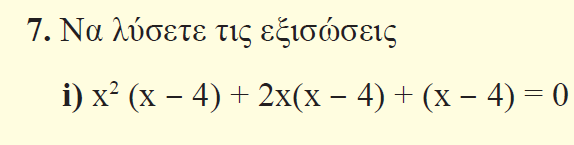 7. Να λύσετε τις εξισώσεις
i) x² (x – 4) + 2x(x – 4) + (x – 4) = 0